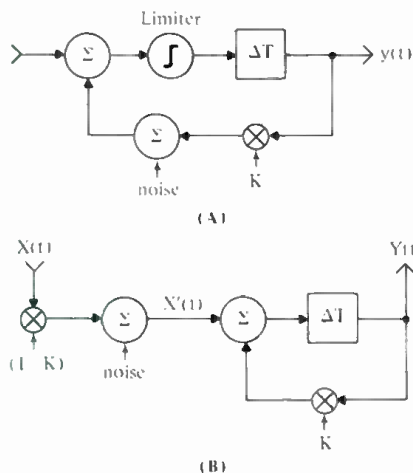 Limiter
Σ
ΔT
y(t)
Σ
noise
K
(A)
X(t)
Y(t)
Σ
X'(t)
Σ
ΔT
(1 K)
noise
K
(B)